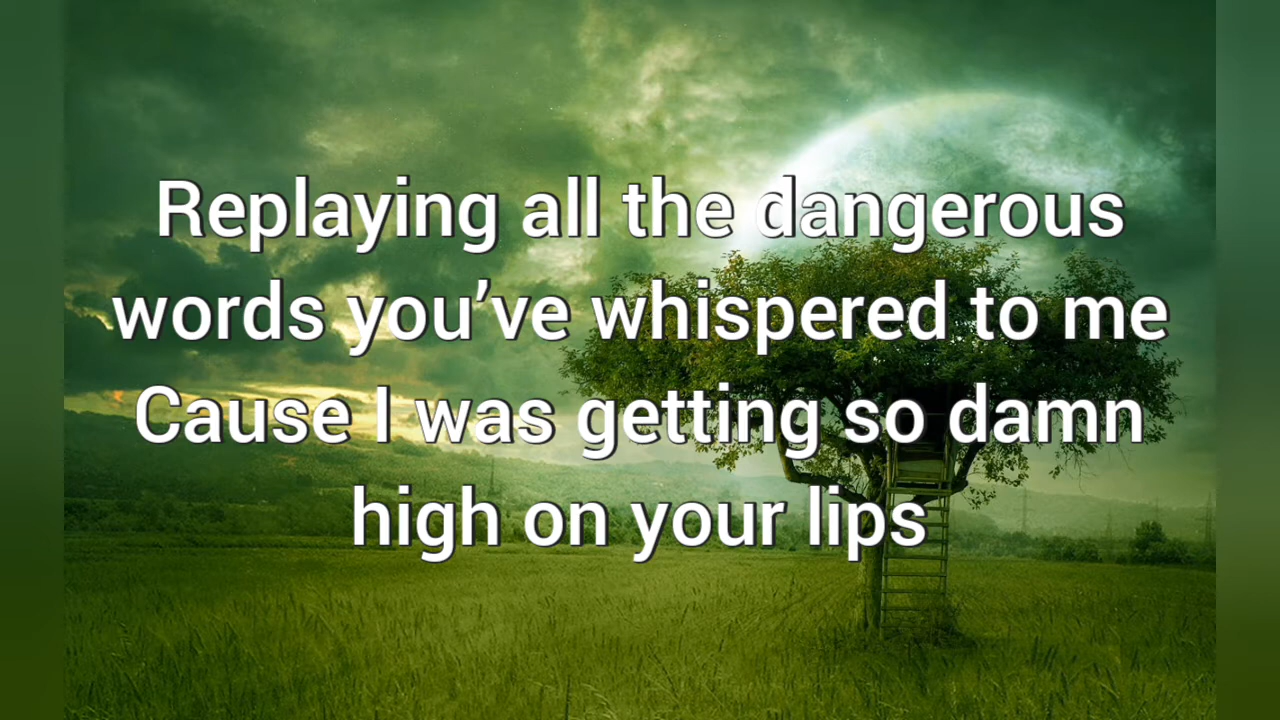 Replaying all the dangerous
words you’ve whispered to me
Cause I was getting so damn
high on your lips